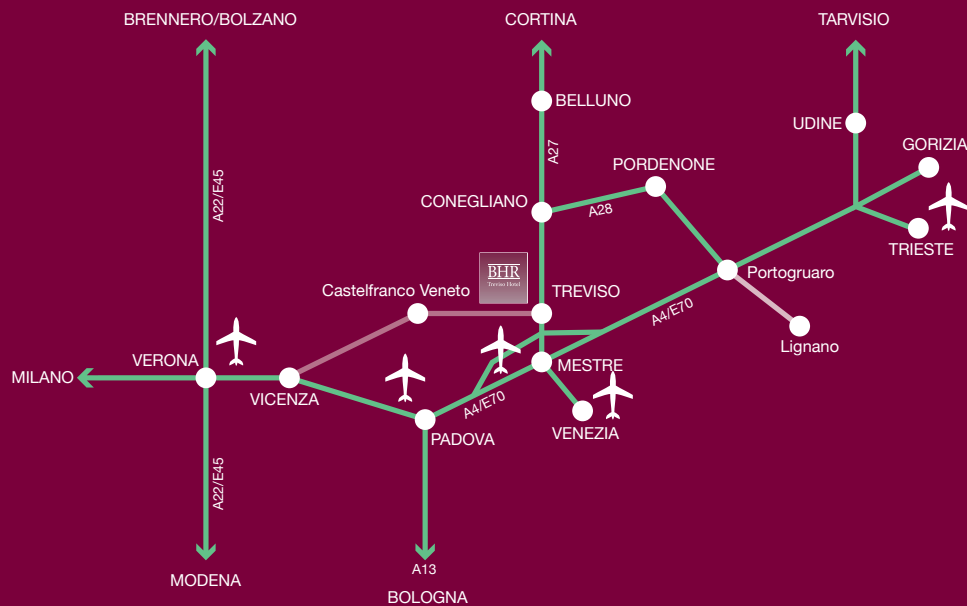 BRENNERO/BOLZANO
CORTINA
TARVISIO
BELLUNO
UDINE
GORIZIA
A27
PORDENONE
A22/E45
CONEGLIANO
A28
TRIESTE
BHR
Treviso Hotel
Portogruaro
Castelfranco Veneto
TREVISO
A4/E70
Lignano
VERONA
MESTRE
MILANO
VICENZA
A4/E70
VENEZIA
PADOVA
A22/E45
A13
MODENA
BOLOGNA